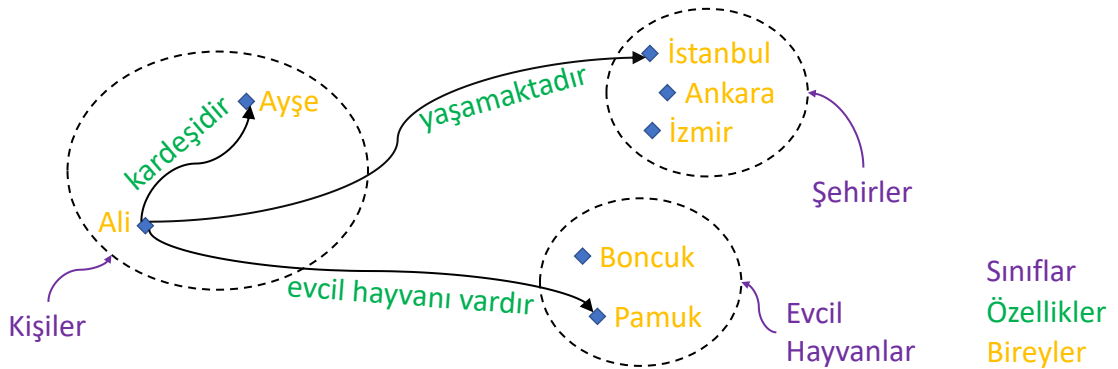 İstanbul
Ankara
İzmir
Ayşe
yaşamaktadır
kardeşidir
Şehirler
Ali
Boncuk
evcil hayvanı vardır
Pamuk
Kişiler
Evcil
Hayvanlar
Sınıflar
Özellikler
Bireyler